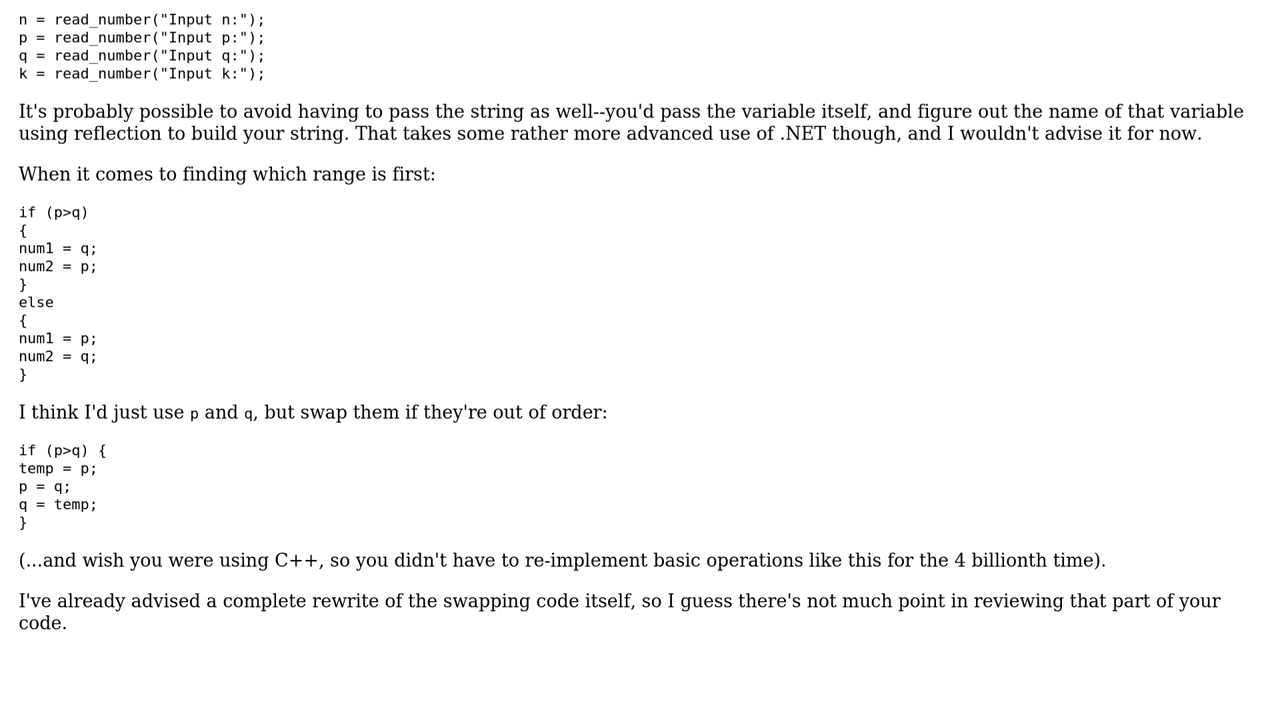 n = read_number("Input n:");
p = read_number("Input p:");
q = read_number("Input q:");
k = read_number("Input k:");
It's probably possible to avoid having to pass the string as well--you'd pass the variable itself, and figure out the name of that variable
using reflection to build your string. That takes some rather more advanced use of .NET though, and I wouldn't advise it for now.
When it comes to finding which range is first:
if (p>q)
{
num1 = q;
num2 = p;
}
else
{
num1 = p;
num2 = q;
}
I think I'd just use p and q, but swap them if they're out of order:
if (p>q) {
temp = p;
p = q;
q = temp;
}
(...and wish you were using C++, so you didn't have to re-implement basic operations like this for the 4 billionth time).
I've already advised a complete rewrite of the swapping code itself, so I guess there's not much point in reviewing that part of your
code.